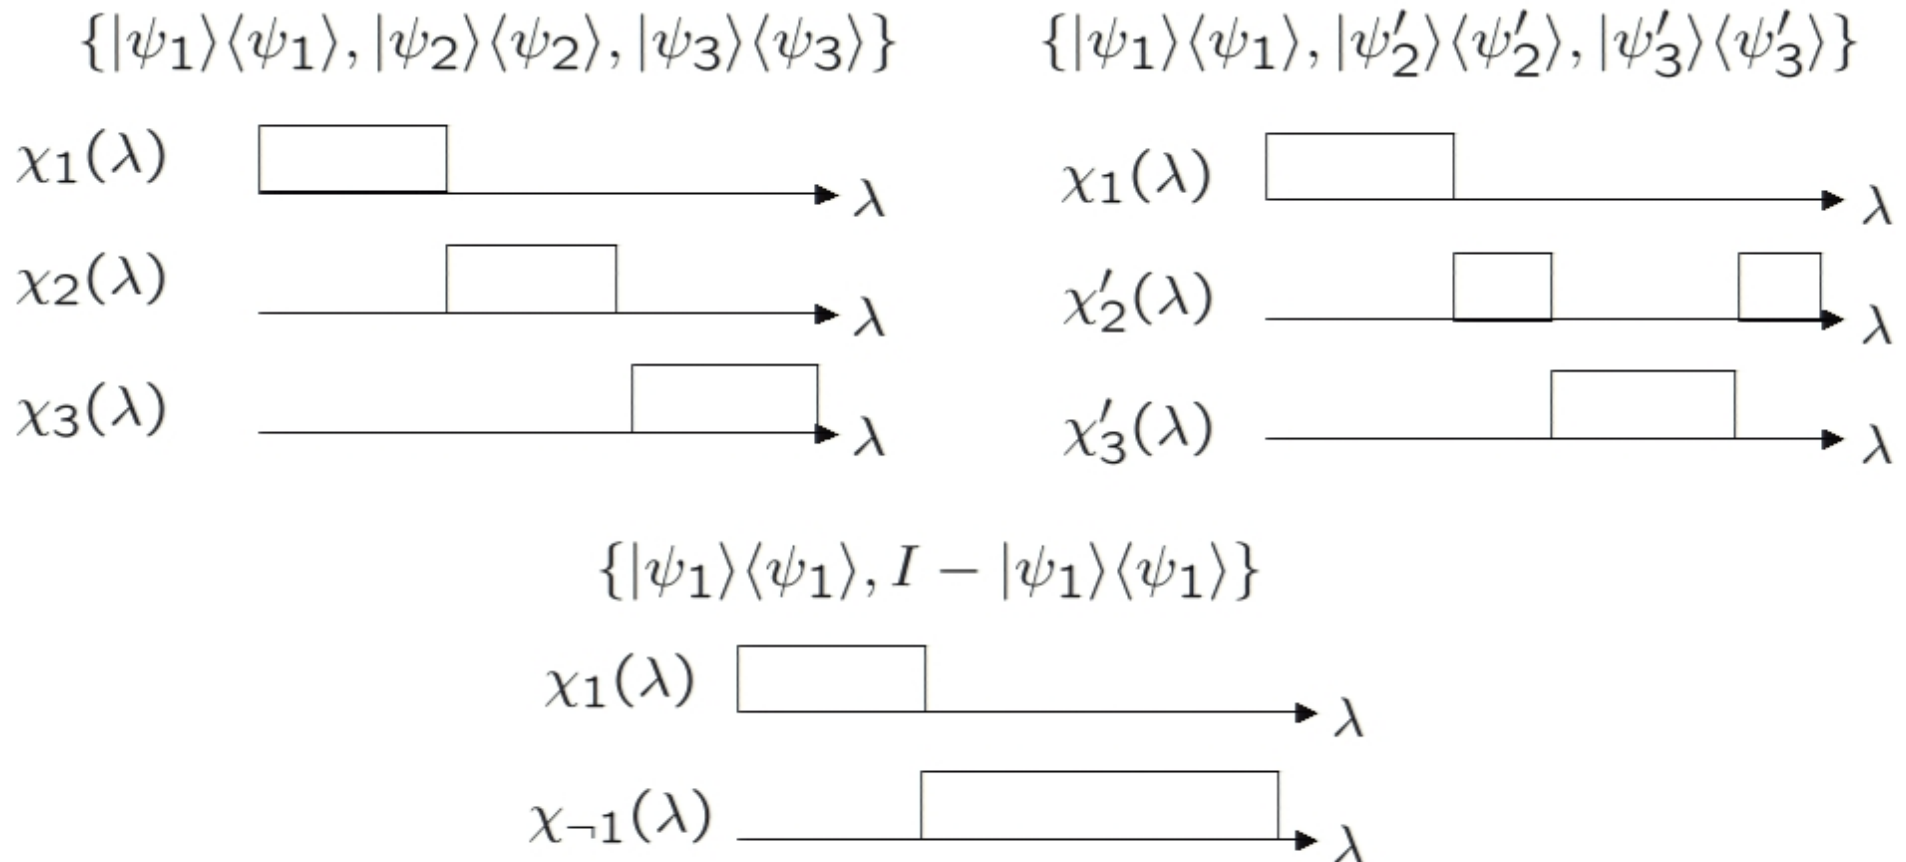 {|ψ₁⟩⟨ψ₁⟩, |ψ₂⟩⟨ψ₂⟩, |ψ₃⟩⟨ψ₃⟩}
χ₁(λ) λ
χ₂(λ) λ
χ₃(λ) λ
{|ψ₁⟩⟨ψ₁⟩, |ψ′₂⟩⟨ψ′₂⟩, |ψ′₃⟩⟨ψ′₃⟩}
χ₁(λ) λ
χ′₂(λ) λ
χ′₃(λ) λ
{|ψ₁⟩⟨ψ₁⟩, I − |ψ₁⟩⟨ψ₁⟩}
χ₁(λ) λ
χ¬₁(λ) λ